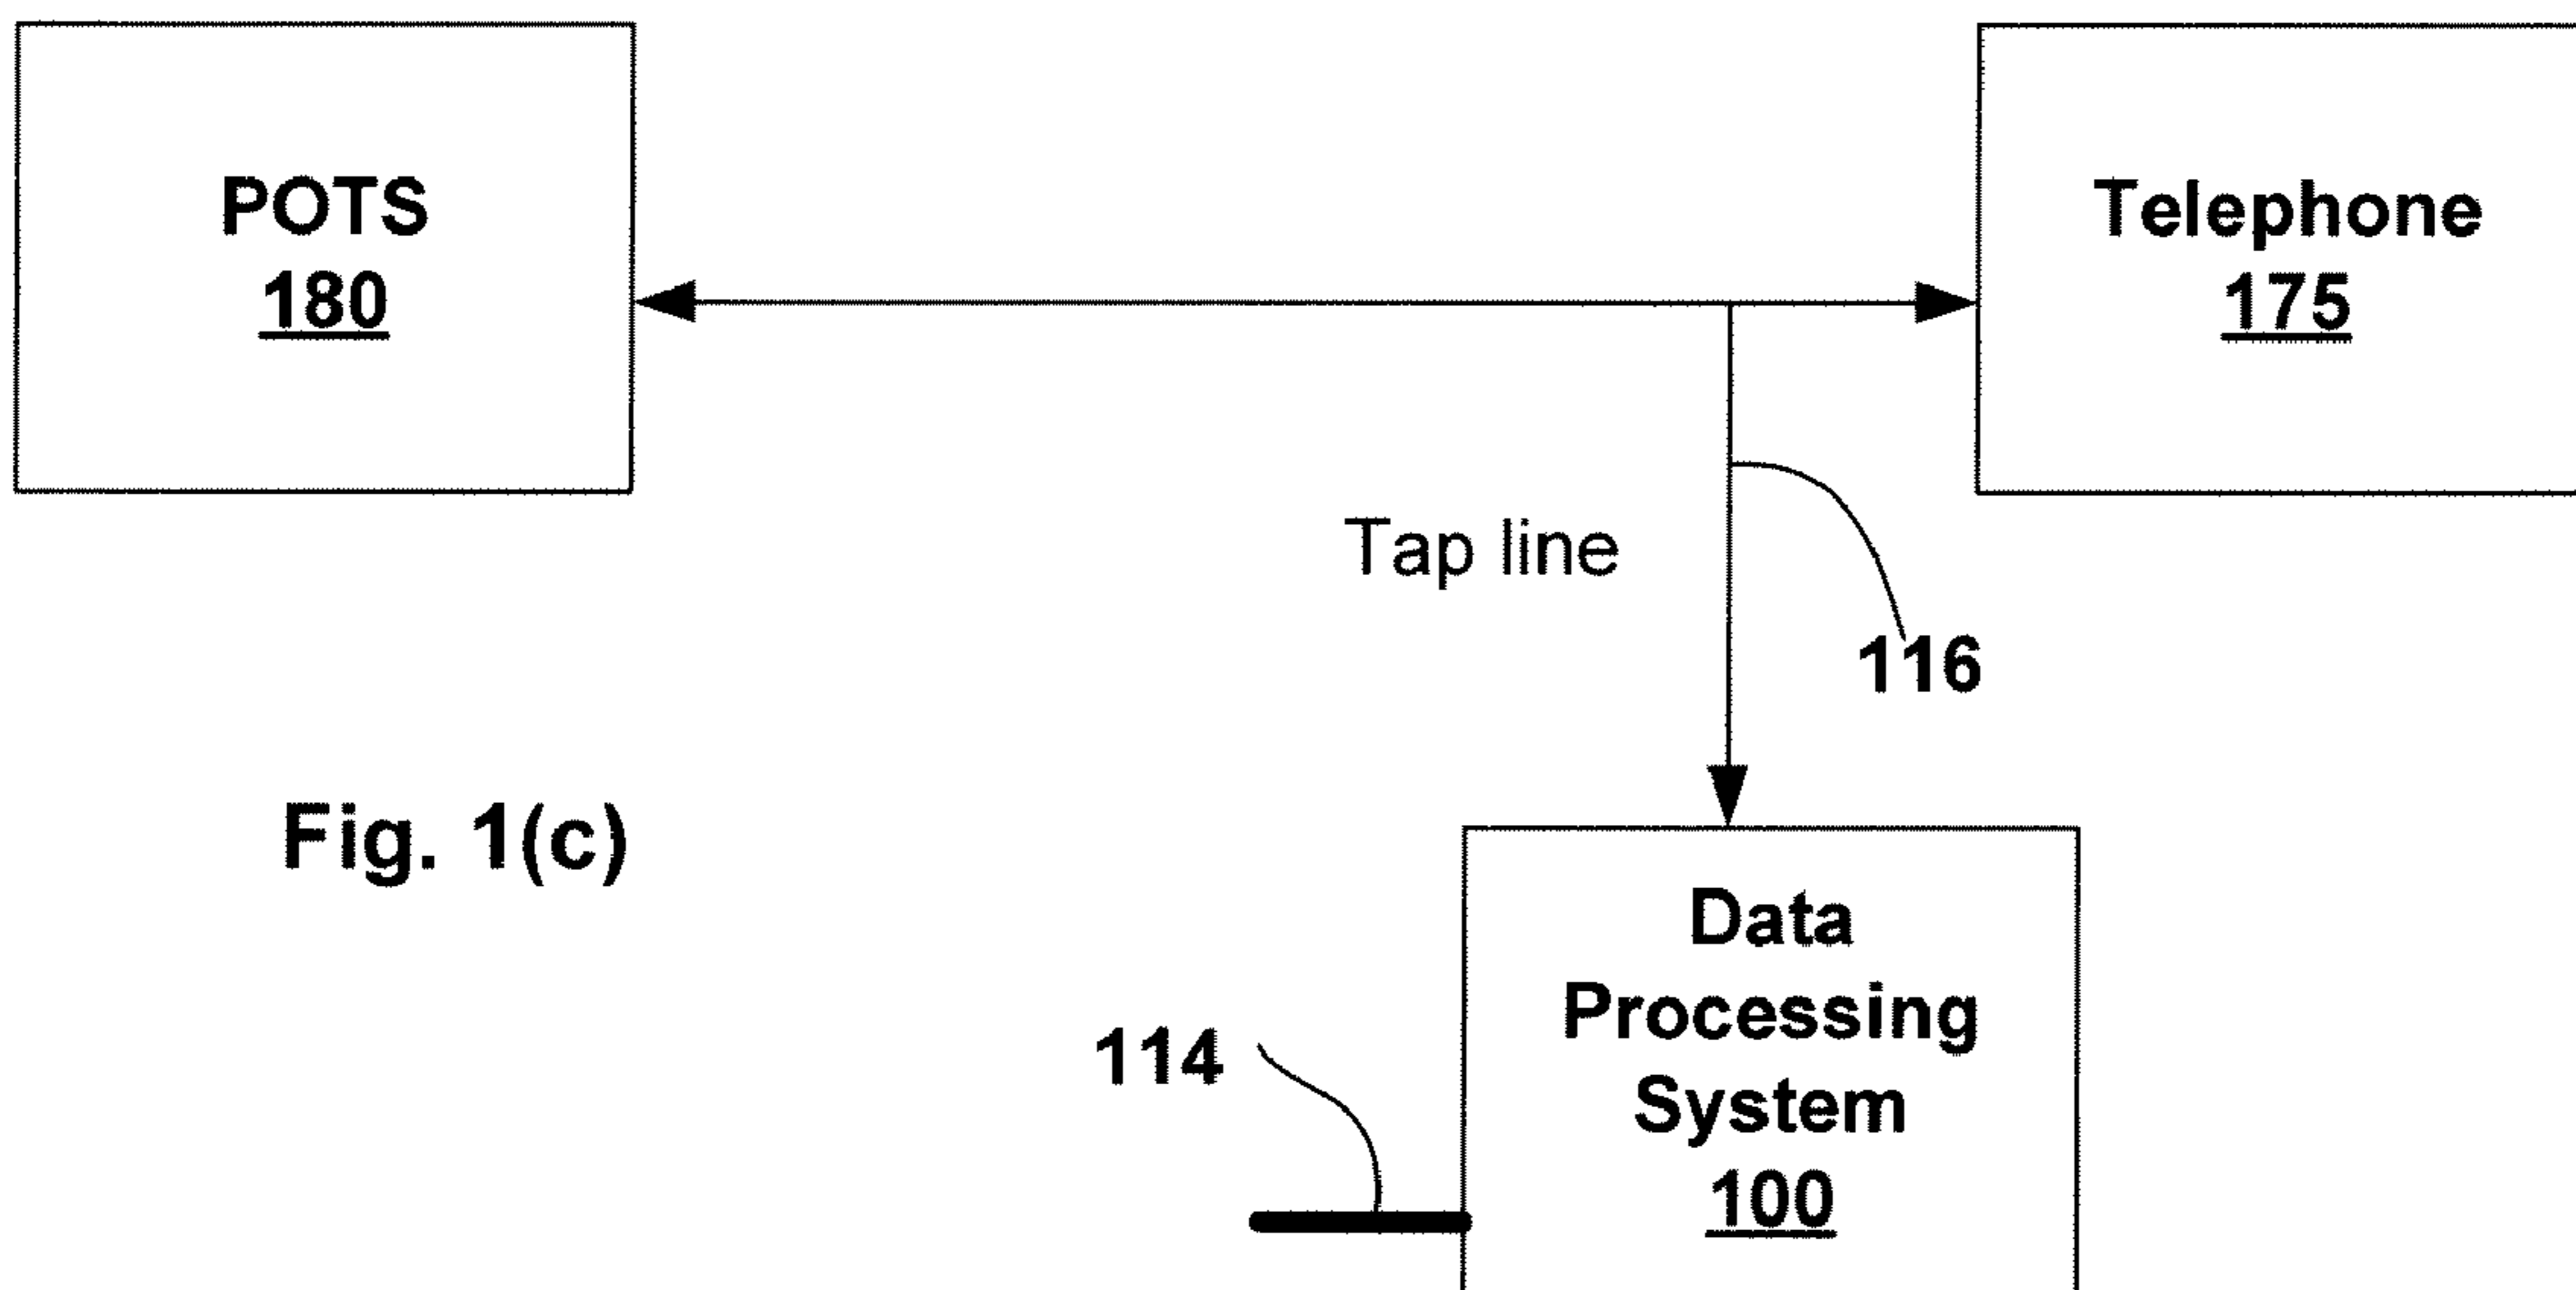 POTS
180
Telephone
175
Tap line
116
Fig. 1(c)
Data
Processing
System
100
114